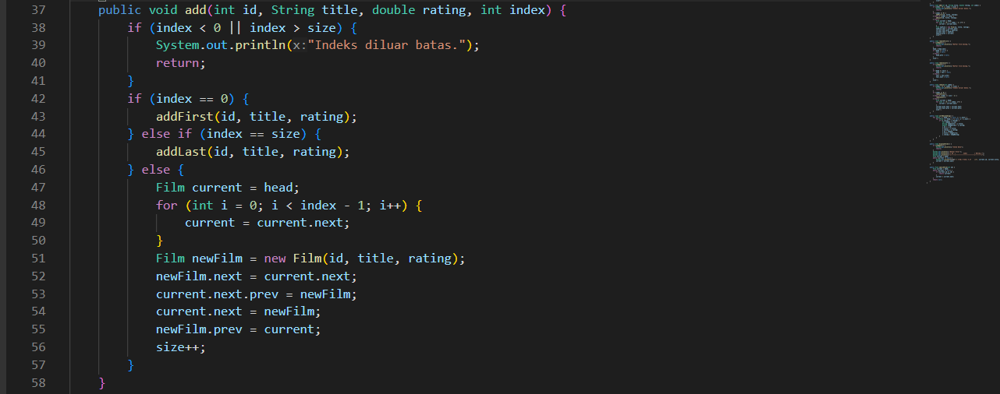 37 public void add(int id, String title, double rating, int index) {
38 if (index < 0 || index > size) {
39 System.out.println(x:"Indeks diluar batas.");
40 return;
41 }
42 if (index == 0) {
43 addFirst(id, title, rating);
44 } else if (index == size) {
45 addLast(id, title, rating);
46 } else {
47 Film current = head;
48 for (int i = 0; i < index - 1; i++) {
49 current = current.next;
50 }
51 Film newFilm = new Film(id, title, rating);
52 newFilm.next = current.next;
53 current.next.prev = newFilm;
54 current.next = newFilm;
55 newFilm.prev = current;
56 size++;
57 }
58 }